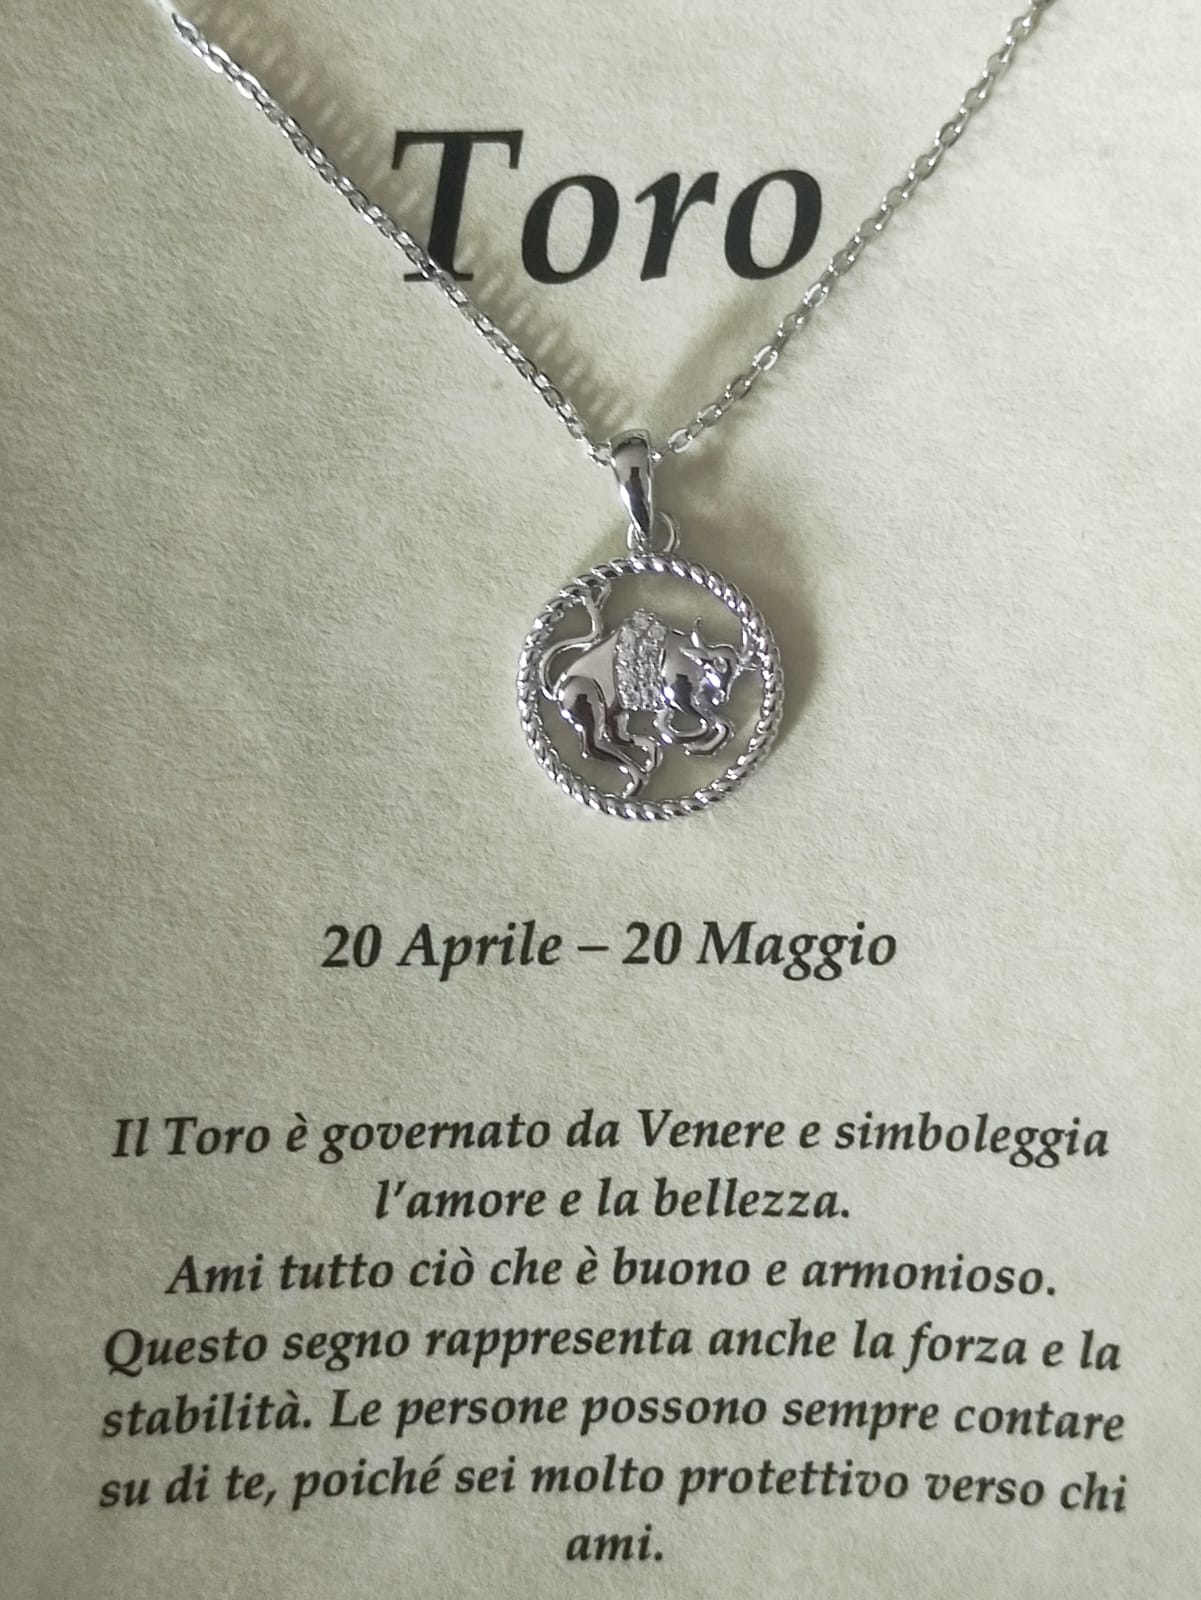 Toro
20 Aprile – 20 Maggio
Il Toro è governato da Venere e simboleggia
l'amore e la bellezza.
Ami tutto ciò che è buono e armonioso.
Questo segno rappresenta anche la forza e la
stabilità. Le persone possono sempre contare
su di te, poiché sei molto protettivo verso chi
ami.